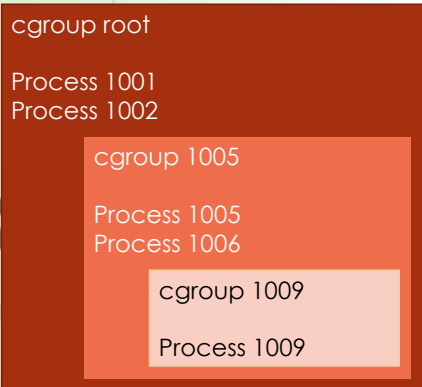 cgroup root
Process 1001
Process 1002
cgroup 1005
Process 1005
Process 1006
cgroup 1009
Process 1009